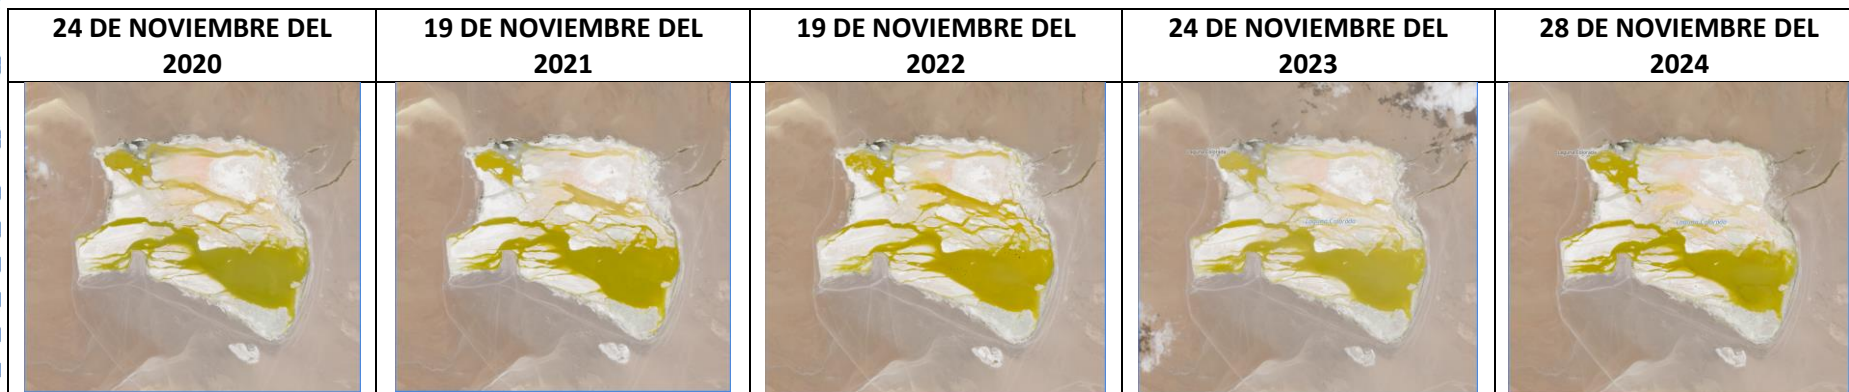 24 DE NOVIEMBRE DEL
2020
19 DE NOVIEMBRE DEL
2021
19 DE NOVIEMBRE DEL
2022
24 DE NOVIEMBRE DEL
2023
28 DE NOVIEMBRE DEL
2024